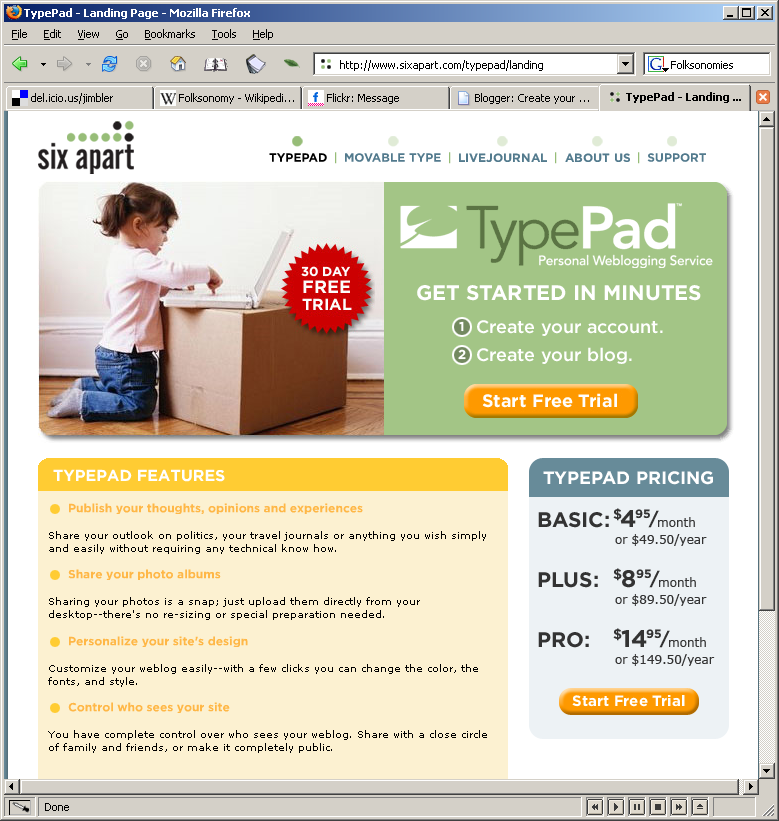 TypePad - Landing Page - Mozilla Firefox
File Edit View Go Bookmarks Tools Help
http://www.sixapart.com/typepad/landing
G Folksonomies
del.icio.us/jimbler
W Folksonomy - Wikipedi...
f Flickr: Message
Blogger: Create your ...
TypePad - Landing ...
six apart
TYPEPAD | MOVABLE TYPE | LIVEJOURNAL | ABOUT US | SUPPORT
30 DAY
FREE
TRIAL
TypePad™
Personal Weblogging Service
GET STARTED IN MINUTES
1 Create your account.
2 Create your blog.
Start Free Trial
TYPEPAD FEATURES
Publish your thoughts, opinions and experiences
Share your outlook on politics, your travel journals or anything you wish simply
and easily without requiring any technical know how.
Share your photo albums
Sharing your photos is a snap; just upload them directly from your
desktop--there's no re-sizing or special preparation needed.
Personalize your site's design
Customize your weblog easily--with a few clicks you can change the color, the
fonts, and style.
Control who sees your site
You have complete control over who sees your weblog. Share with a close circle
of family and friends, or make it completely public.
TYPEPAD PRICING
BASIC: $495/month
or $49.50/year
PLUS: $895/month
or $89.50/year
PRO: $1495/month
or $149.50/year
Start Free Trial
Done